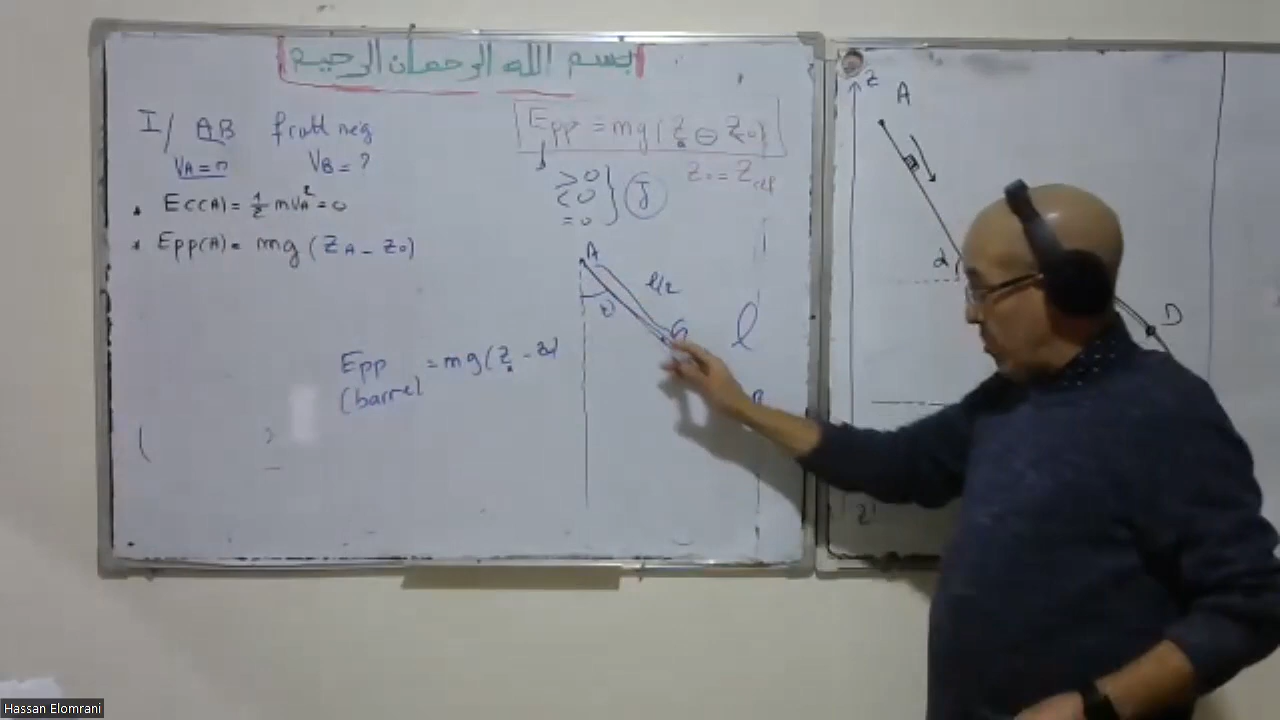 بسم الله الرحمان الرحيم
I/ AB frott neg
VA = 0 VB = ?
• Ec(A) = 1/2 mVA² = 0
* Epp(A) = mg (ZA - Z0)
Epp = mg (Z - Z0)
Z0 = Zref
> 0
< 0
= 0
J
A
l/2
θ
G
l
B
Epp = mg (Z -
(barre)
Z
A
α
D
Z'
Hassan Elomrani